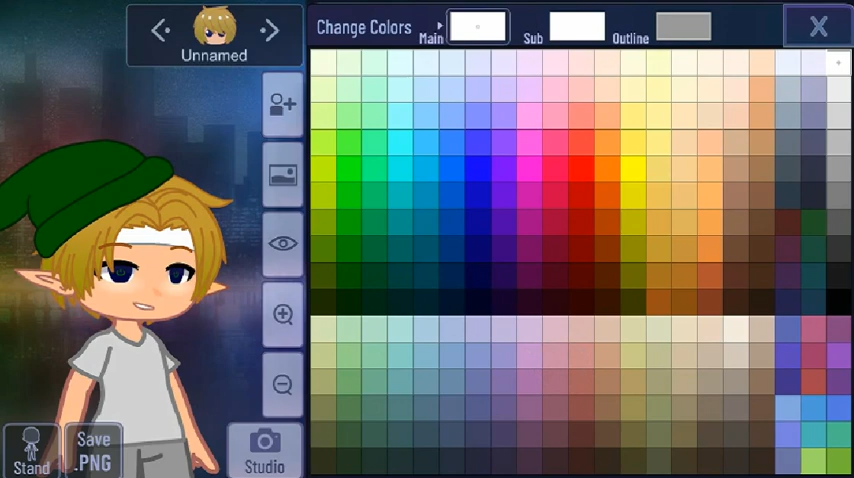 Unnamed
Change Colors
Main
Sub
Outline
X
Stand
Save
.PNG
Studio